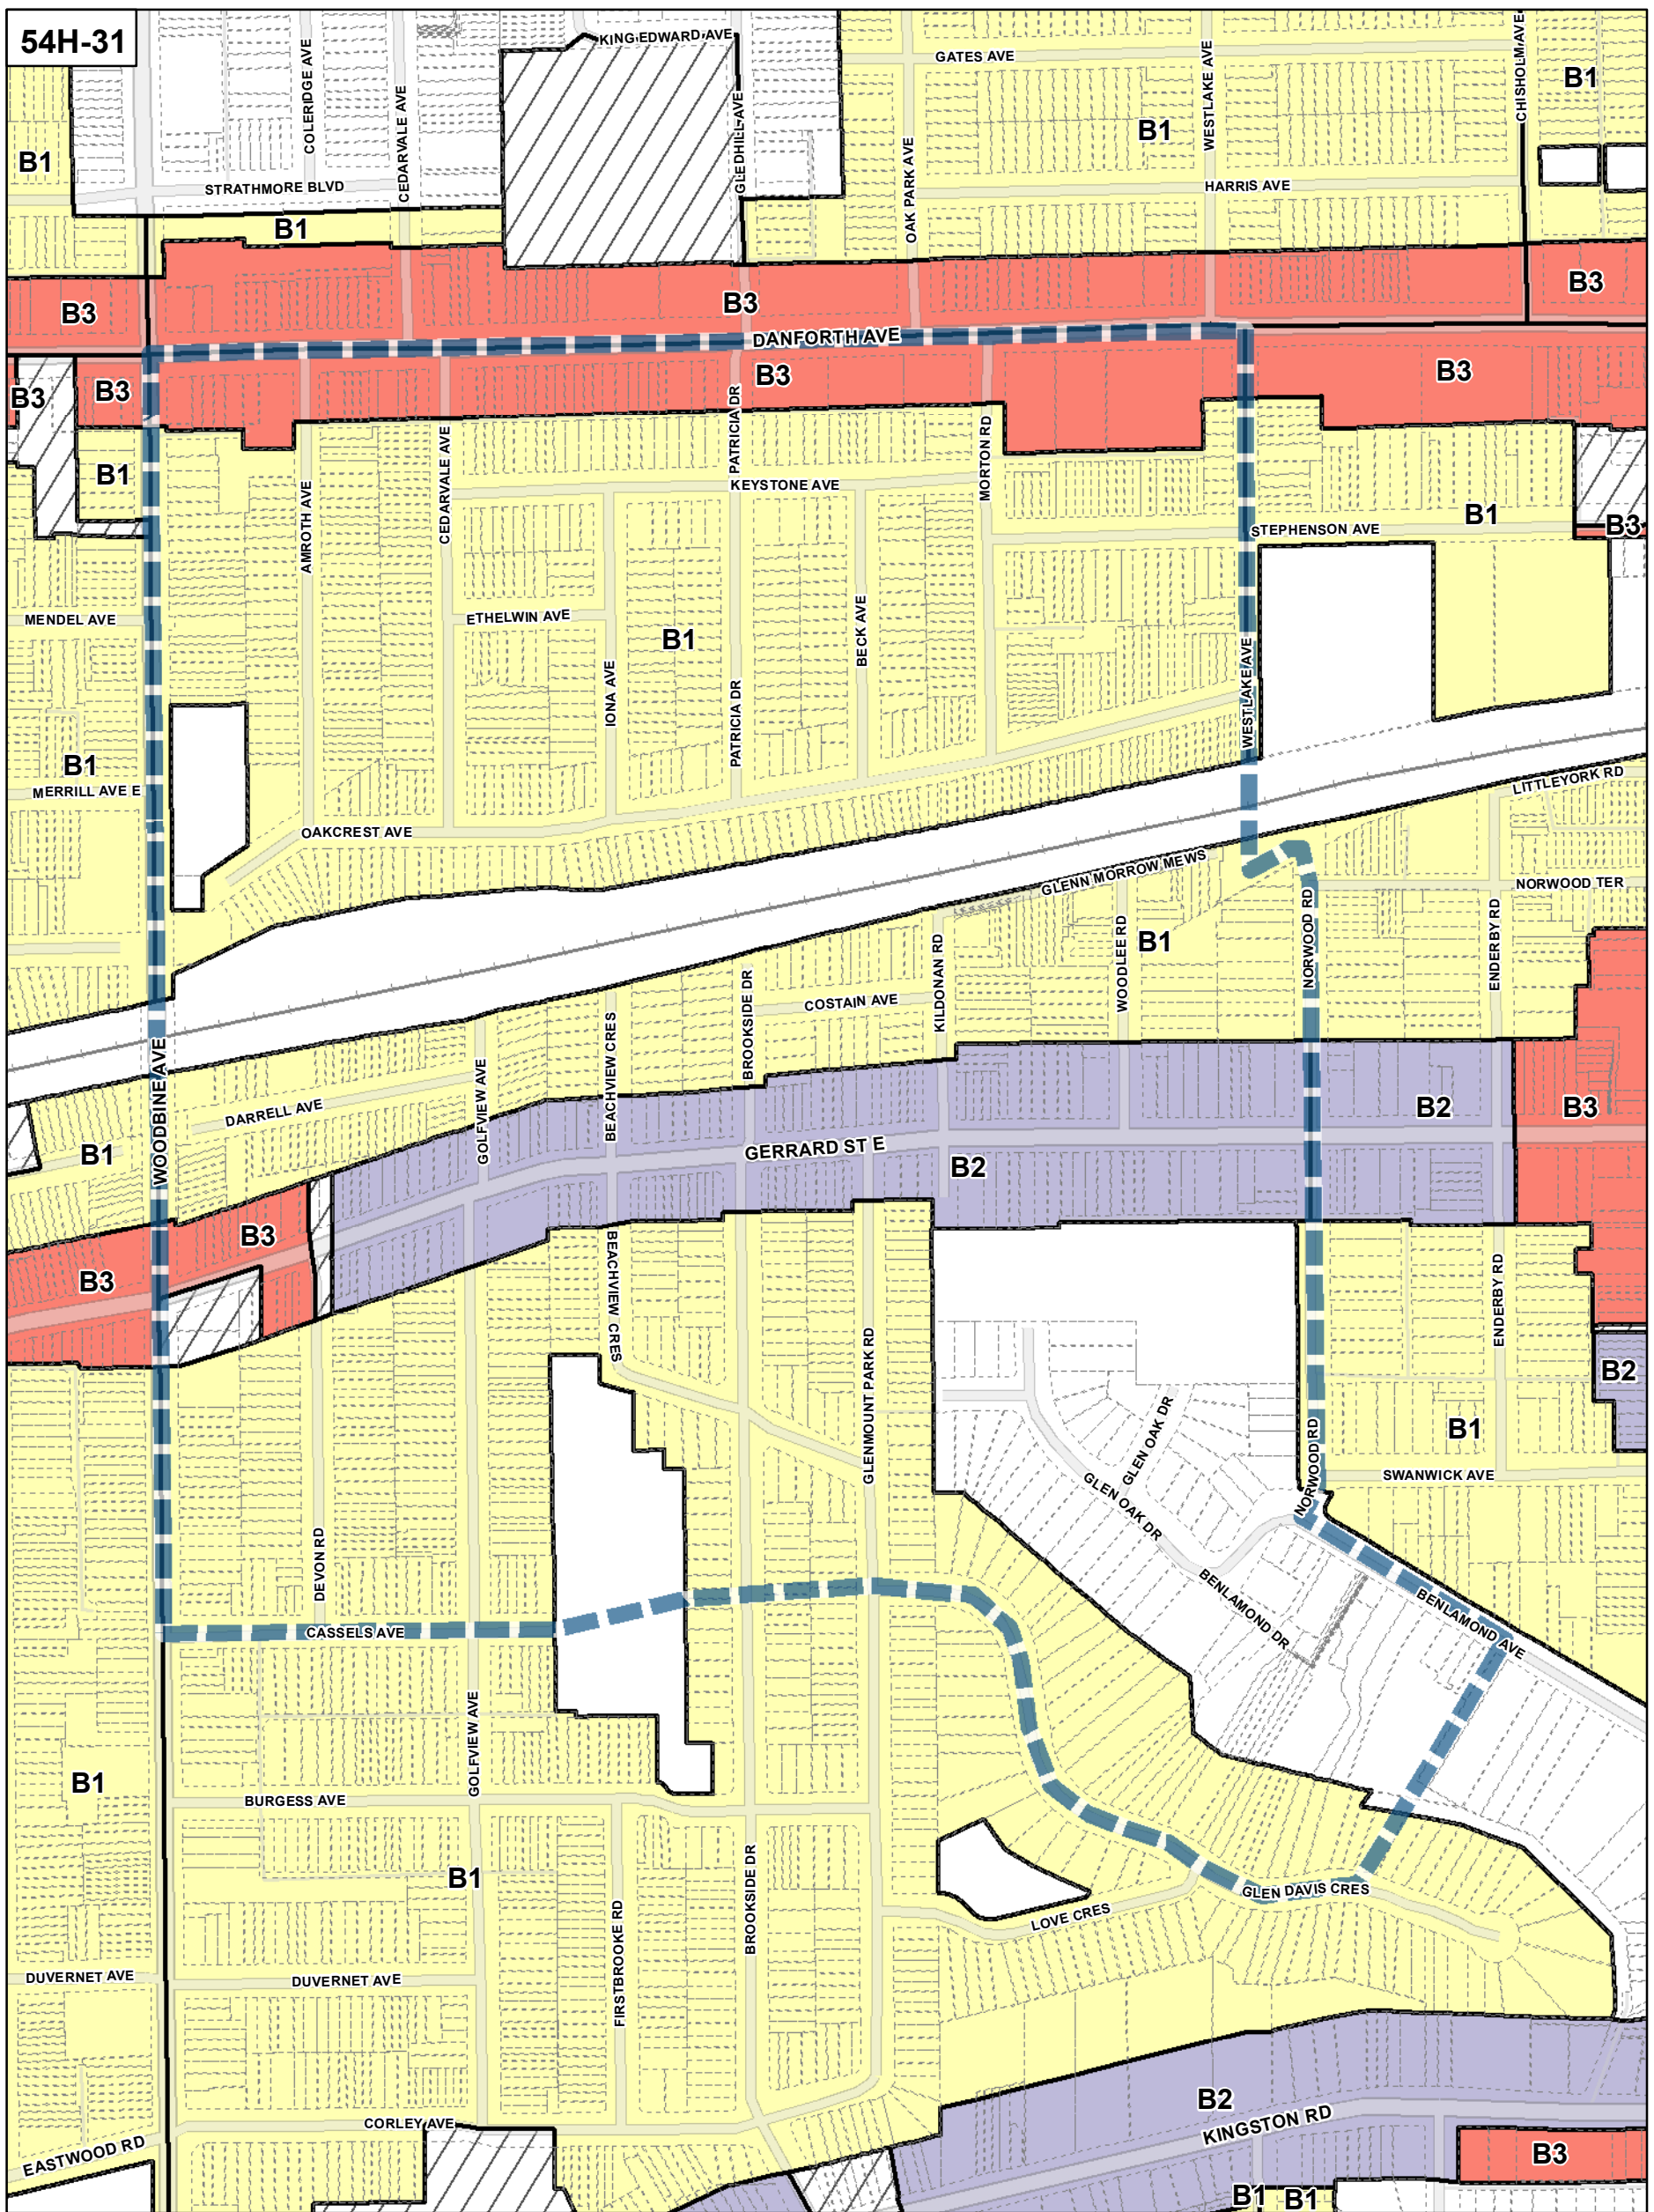 54H-31
KING EDWARD AVE
GATES AVE
COLERIDGE AVE
CEDARVALE AVE
GLEDHILL AVE
OAK PARK AVE
WESTLAKE AVE
CHISHOLM AVE
B1
B1
B1
STRATHMORE BLVD
HARRIS AVE
B1
B3
B3
B3
DANFORTH AVE
B3
B3
B3
B3
B1
AMROTH AVE
CEDARVALE AVE
PATRICIA DR
KEYSTONE AVE
MORTON RD
STEPHENSON AVE
B1
B3
MENDEL AVE
ETHELWIN AVE
B1
IONA AVE
PATRICIA DR
BECK AVE
WESTLAKE AVE
B1
MERRILL AVE E
OAKCREST AVE
LITTLEYORK RD
GLENN MORROW MEWS
NORWOOD TER
B1
NORWOOD RD
ENDERBY RD
WOODLEE RD
KILDONAN RD
COSTAIN AVE
BROOKSIDE DR
BEACHVIEW CRES
GOLFVIEW AVE
DARRELL AVE
WOODBINE AVE
B1
GERRARD ST E
B2
B2
B3
B3
B3
BEACHVIEW CRES
GLENMOUNT PARK RD
ENDERBY RD
B2
B1
GLEN OAK DR
GLEN OAK DR
NORWOOD RD
SWANWICK AVE
DEVON RD
CASSELS AVE
BENLAMOND DR
BENLAMOND AVE
GOLFVIEW AVE
B1
BURGESS AVE
B1
BROOKSIDE DR
FIRSTBROOKE RD
LOVE CRES
GLEN DAVIS CRES
DUVERNET AVE
DUVERNET AVE
B2
KINGSTON RD
CORLEY AVE
EASTWOOD RD
B3
B1
B1